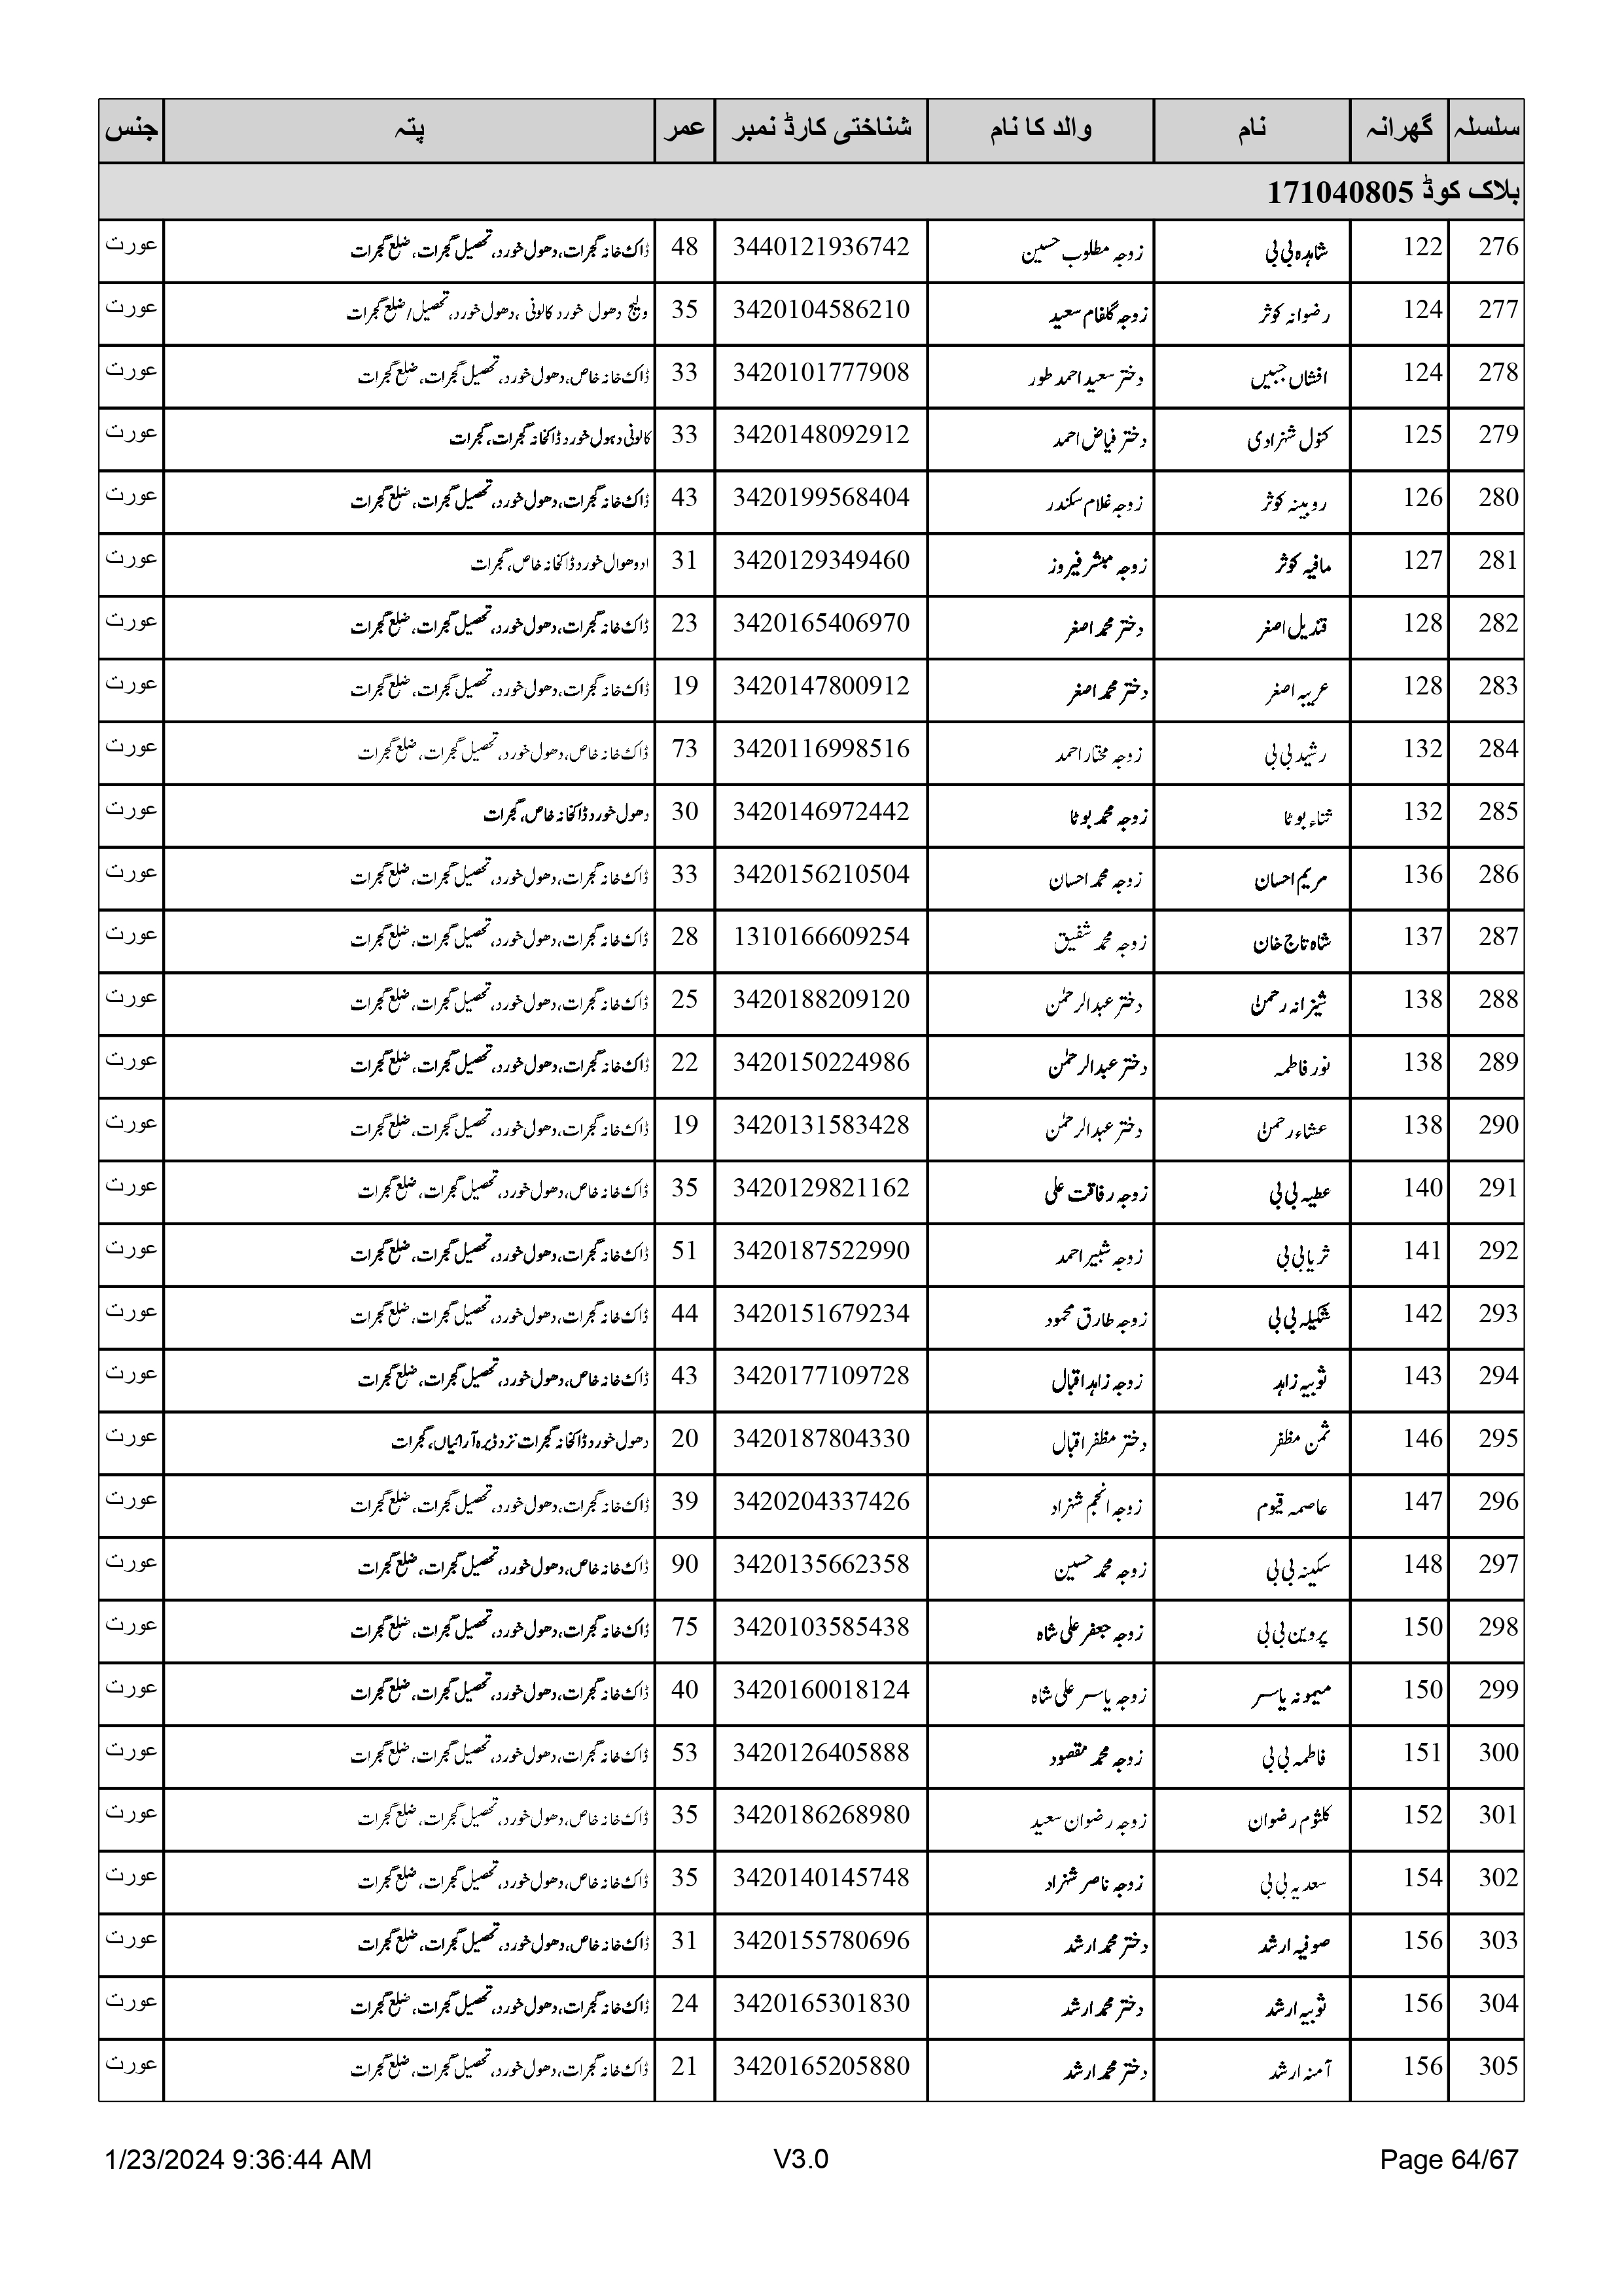 سلسلہ گھرانہ نام والد کا نام شناختی کارڈ نمبر عمر پتہ جنس
بلاک کوڈ 171040805
276 122 شاہدہ بی بی زوجہ مطلوب حسین 3440121936742 48 ڈاک خانہ گجرات، دھول خورد، تحصیل گجرات، ضلع گجرات عورت
277 124 رضوانہ کوثر زوجہ گلفام سعید 3420104586210 35 ولیج دھول خورد کالونی ،دھول خورد، تحصیل/ضلع گجرات عورت
278 124 افشاں جبیں دختر سعید احمد طور 3420101777908 33 ڈاک خانہ خاص، دھول خورد، تحصیل گجرات، ضلع گجرات عورت
279 125 کنول شہزادی دختر فیاض احمد 3420148092912 33 کالونی دہول خورد ڈاکخانہ گجرات، گجرات عورت
280 126 روبینہ کوثر زوجہ غلام سکندر 3420199568404 43 ڈاک خانہ گجرات، دھول خورد، تحصیل گجرات، ضلع گجرات عورت
281 127 مافیہ کوثر زوجہ مبشر فیروز 3420129349460 31 ادوھوال خورد ڈاکخانہ خاص، گجرات عورت
282 128 قندیل اصغر دختر محمد اصغر 3420165406970 23 ڈاک خانہ گجرات، دھول خورد، تحصیل گجرات، ضلع گجرات عورت
283 128 عریبہ اصغر دختر محمد اصغر 3420147800912 19 ڈاک خانہ گجرات، دھول خورد، تحصیل گجرات، ضلع گجرات عورت
284 132 رشید بی بی زوجہ مختار احمد 3420116998516 73 ڈاک خانہ خاص، دھول خورد، تحصیل گجرات، ضلع گجرات عورت
285 132 ثناء بوٹا زوجہ محمد بوٹا 3420146972442 30 دھول خورد ڈاکخانہ خاص، گجرات عورت
286 136 مریم احسان زوجہ محمد احسان 3420156210504 33 ڈاک خانہ گجرات، دھول خورد، تحصیل گجرات، ضلع گجرات عورت
287 137 شاہ تاج خان زوجہ محمد شفیق 1310166609254 28 ڈاک خانہ گجرات، دھول خورد، تحصیل گجرات، ضلع گجرات عورت
288 138 شیزانہ رحمن دختر عبدالرحمٰن 3420188209120 25 ڈاک خانہ گجرات، دھول خورد، تحصیل گجرات، ضلع گجرات عورت
289 138 نور فاطمہ دختر عبدالرحمٰن 3420150224986 22 ڈاک خانہ گجرات، دھول خورد، تحصیل گجرات، ضلع گجرات عورت
290 138 عشاء رحمن دختر عبدالرحمٰن 3420131583428 19 ڈاک خانہ گجرات، دھول خورد، تحصیل گجرات، ضلع گجرات عورت
291 140 عطیہ بی بی زوجہ رفاقت علی 3420129821162 35 ڈاک خانہ خاص، دھول خورد، تحصیل گجرات، ضلع گجرات عورت
292 141 ثریا بی بی زوجہ شبیر احمد 3420187522990 51 ڈاک خانہ گجرات، دھول خورد، تحصیل گجرات، ضلع گجرات عورت
293 142 شکیلہ بی بی زوجہ طارق محمود 3420151679234 44 ڈاک خانہ گجرات، دھول خورد، تحصیل گجرات، ضلع گجرات عورت
294 143 ثوبیہ زاہد زوجہ زاہد اقبال 3420177109728 43 ڈاک خانہ خاص، دھول خورد، تحصیل گجرات، ضلع گجرات عورت
295 146 ثمن مظفر دختر مظفر اقبال 3420187804330 20 دھول خورد ڈاکخانہ گجرات نزد ڈیرہ آرائیاں، گجرات عورت
296 147 عاصمہ قیوم زوجہ انجم شہزاد 3420204337426 39 ڈاک خانہ گجرات، دھول خورد، تحصیل گجرات، ضلع گجرات عورت
297 148 سکینہ بی بی زوجہ محمد حسین 3420135662358 90 ڈاک خانہ خاص، دھول خورد، تحصیل گجرات، ضلع گجرات عورت
298 150 پروین بی بی زوجہ جعفر علی شاہ 3420103585438 75 ڈاک خانہ گجرات، دھول خورد، تحصیل گجرات، ضلع گجرات عورت
299 150 میمونہ یاسر زوجہ یاسر علی شاہ 3420160018124 40 ڈاک خانہ گجرات، دھول خورد، تحصیل گجرات، ضلع گجرات عورت
300 151 فاطمہ بی بی زوجہ محمد مقصود 3420126405888 53 ڈاک خانہ گجرات، دھول خورد، تحصیل گجرات، ضلع گجرات عورت
301 152 کلثوم رضوان زوجہ رضوان سعید 3420186268980 35 ڈاک خانہ خاص، دھول خورد، تحصیل گجرات، ضلع گجرات عورت
302 154 سعدیہ بی بی زوجہ ناصر شہزاد 3420140145748 35 ڈاک خانہ خاص، دھول خورد، تحصیل گجرات، ضلع گجرات عورت
303 156 صوفیہ ارشد دختر محمد ارشد 3420155780696 31 ڈاک خانہ خاص، دھول خورد، تحصیل گجرات، ضلع گجرات عورت
304 156 ثوبیہ ارشد دختر محمد ارشد 3420165301830 24 ڈاک خانہ گجرات، دھول خورد، تحصیل گجرات، ضلع گجرات عورت
305 156 آمنہ ارشد دختر محمد ارشد 3420165205880 21 ڈاک خانہ گجرات، دھول خورد، تحصیل گجرات، ضلع گجرات عورت
1/23/2024 9:36:44 AM V3.0 Page 64/67